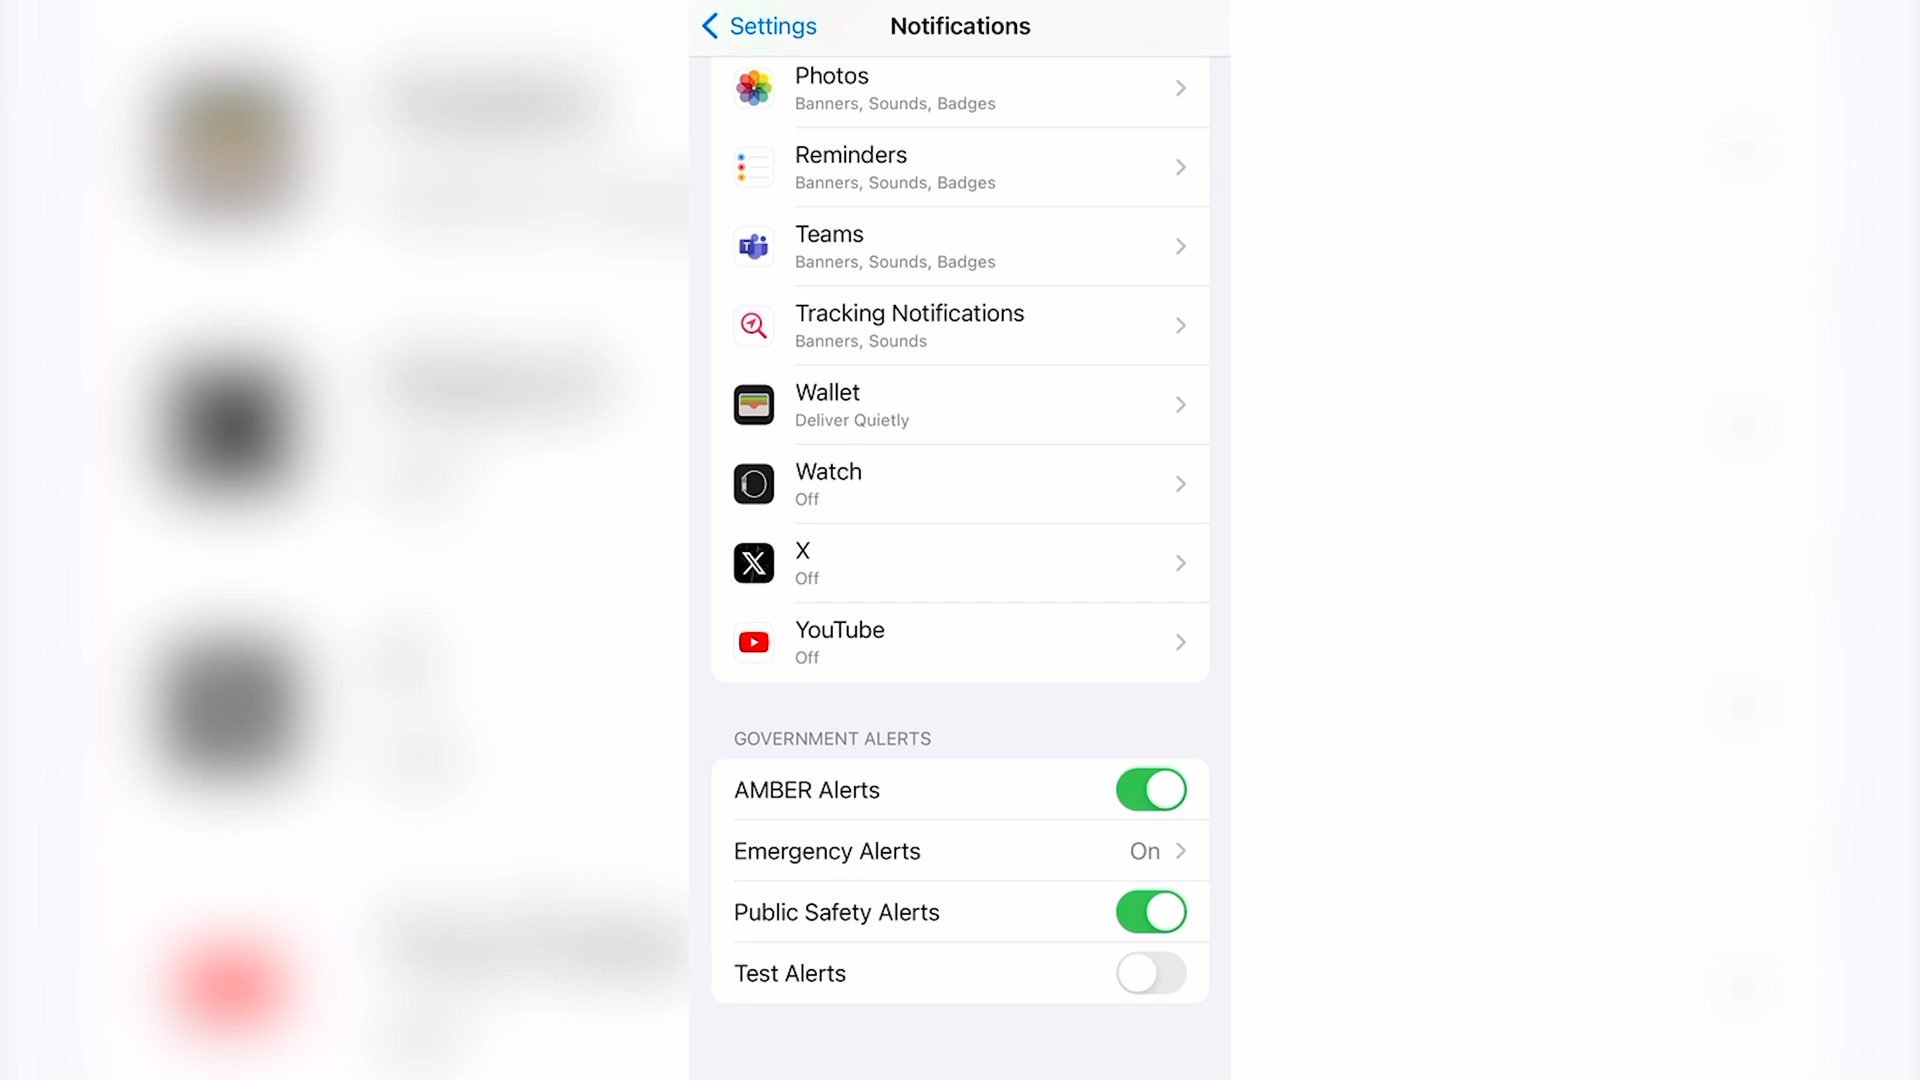 Settings
Notifications
Photos
Banners, Sounds, Badges
Reminders
Banners, Sounds, Badges
Teams
Banners, Sounds, Badges
Tracking Notifications
Banners, Sounds
Wallet
Deliver Quietly
Watch
Off
X
Off
YouTube
Off
GOVERNMENT ALERTS
AMBER Alerts
Emergency Alerts On
Public Safety Alerts
Test Alerts